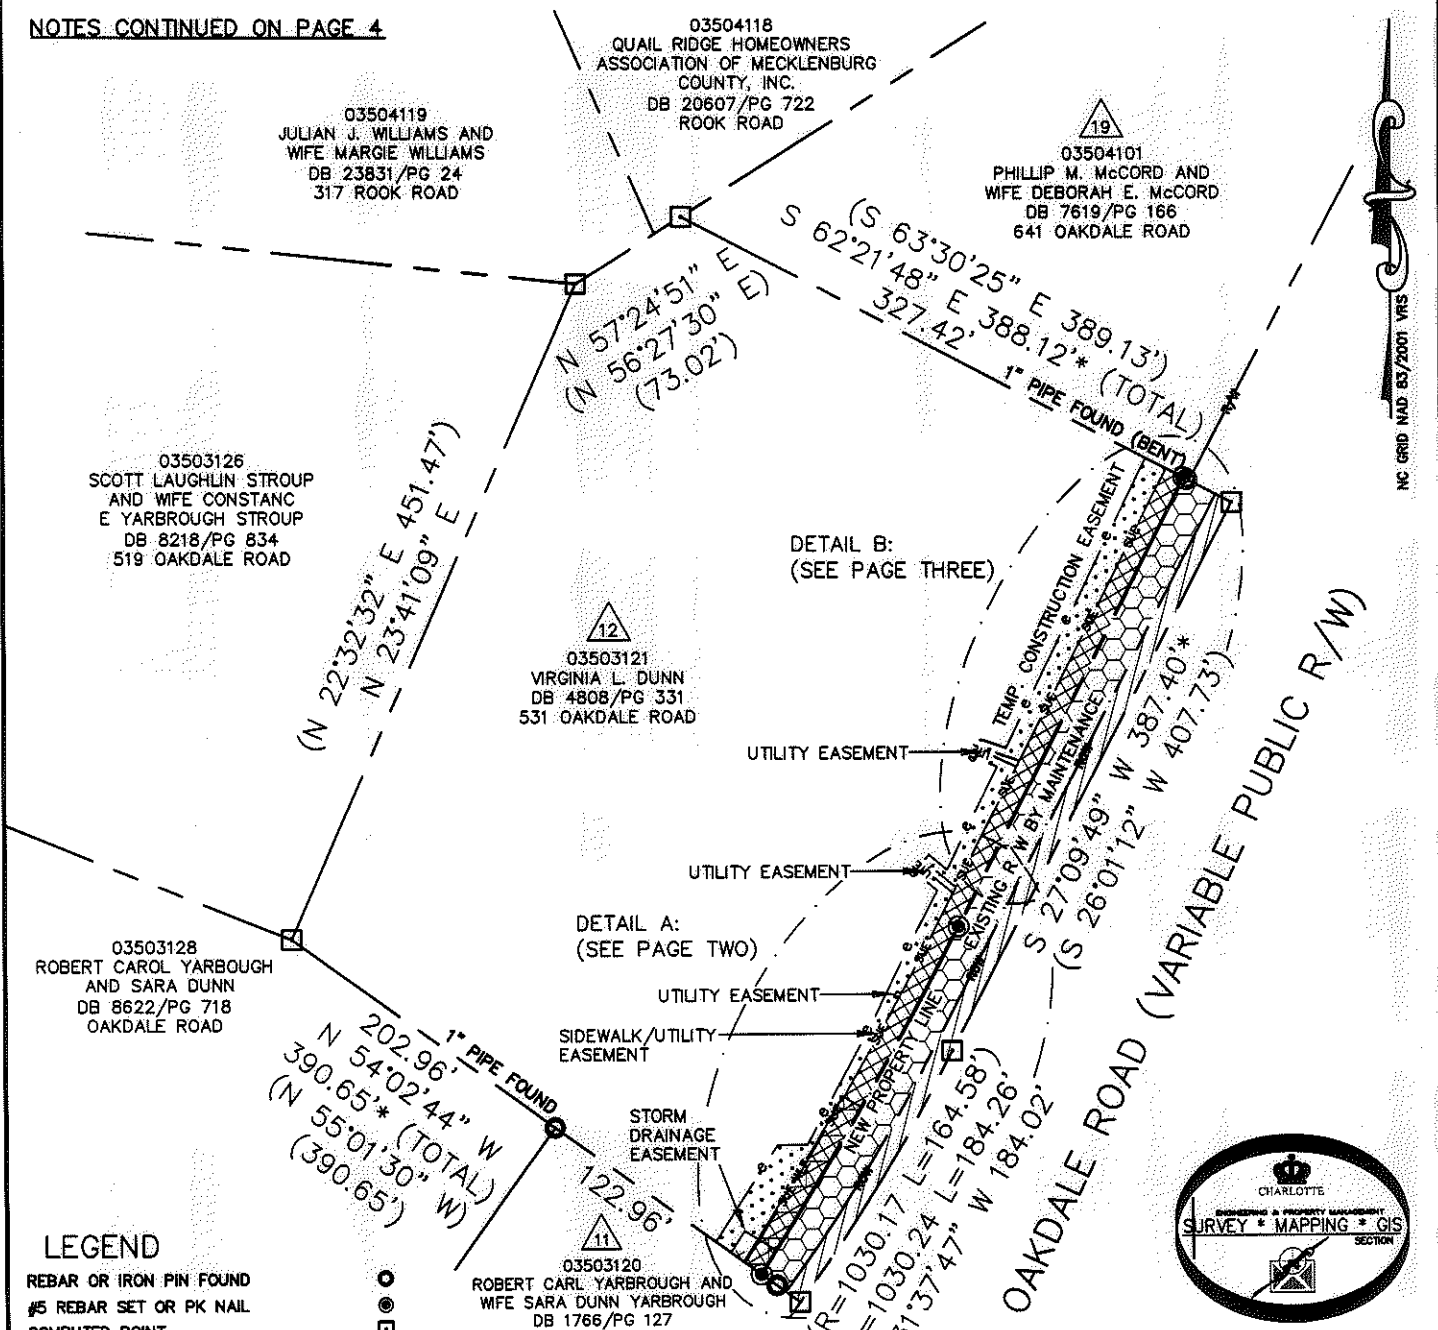 NOTES CONTINUED ON PAGE 4
03504118
QUAIL RIDGE HOMEOWNERS
ASSOCIATION OF MECKLENBURG
COUNTY, INC.
DB 20607/PG 722
ROOK ROAD
03504119
JULIAN J. WILLIAMS AND
WIFE MARGIE WILLIAMS
DB 23831/PG 24
317 ROOK ROAD
19
03504101
PHILLIP M. McCORD AND
WIFE DEBORAH E. McCORD
DB 7619/PG 166
641 OAKDALE ROAD
NC GRID NAD 83/2001 VRS
(S 63°30'25" E 389.13')
S 62°21'48" E 388.12'* (TOTAL)
327.42'
1" PIPE FOUND (BENT)
R/W
N 57°24'51" E
(N 56°27'30" E)
(73.02')
03503126
SCOTT LAUGHLIN STROUP
AND WIFE CONSTANC
E YARBROUGH STROUP
DB 8218/PG 834
519 OAKDALE ROAD
(N 22°32'32" E 451.47')
N 23°41'09" E
DETAIL B:
(SEE PAGE THREE)
TEMP. CONSTRUCTION EASEMENT
12
03503121
VIRGINIA L. DUNN
DB 4808/PG 331
531 OAKDALE ROAD
UTILITY EASEMENT
UTILITY EASEMENT
EXISTING R/W BY MAINTENANCE
S 27°09'49" W 387.40'*
(S 26°01'12" W 407.73')
OAKDALE ROAD (VARIABLE PUBLIC R/W)
DETAIL A:
(SEE PAGE TWO)
UTILITY EASEMENT
SIDEWALK/UTILITY
EASEMENT
NEW PROPERTY LINE
03503128
ROBERT CAROL YARBOUGH
AND SARA DUNN
DB 8622/PG 718
OAKDALE ROAD
1" PIPE FOUND
202.96'
N 54°02'44" W
390.65'* (TOTAL)
(N 55°01'30" W)
(390.65')
STORM
DRAINAGE
EASEMENT
122.96'
11
03503120
ROBERT CARL YARBROUGH AND
WIFE SARA DUNN YARBROUGH
DB 1766/PG 127
(R=1030.17 L=164.58')
=1030.24 L=184.26'
31°37'47" W 184.02'
CHARLOTTE
ENGINEERING & PROPERTY MANAGEMENT
SURVEY * MAPPING * GIS
SECTION
LEGEND
REBAR OR IRON PIN FOUND
#5 REBAR SET OR PK NAIL
COMPUTED POINT